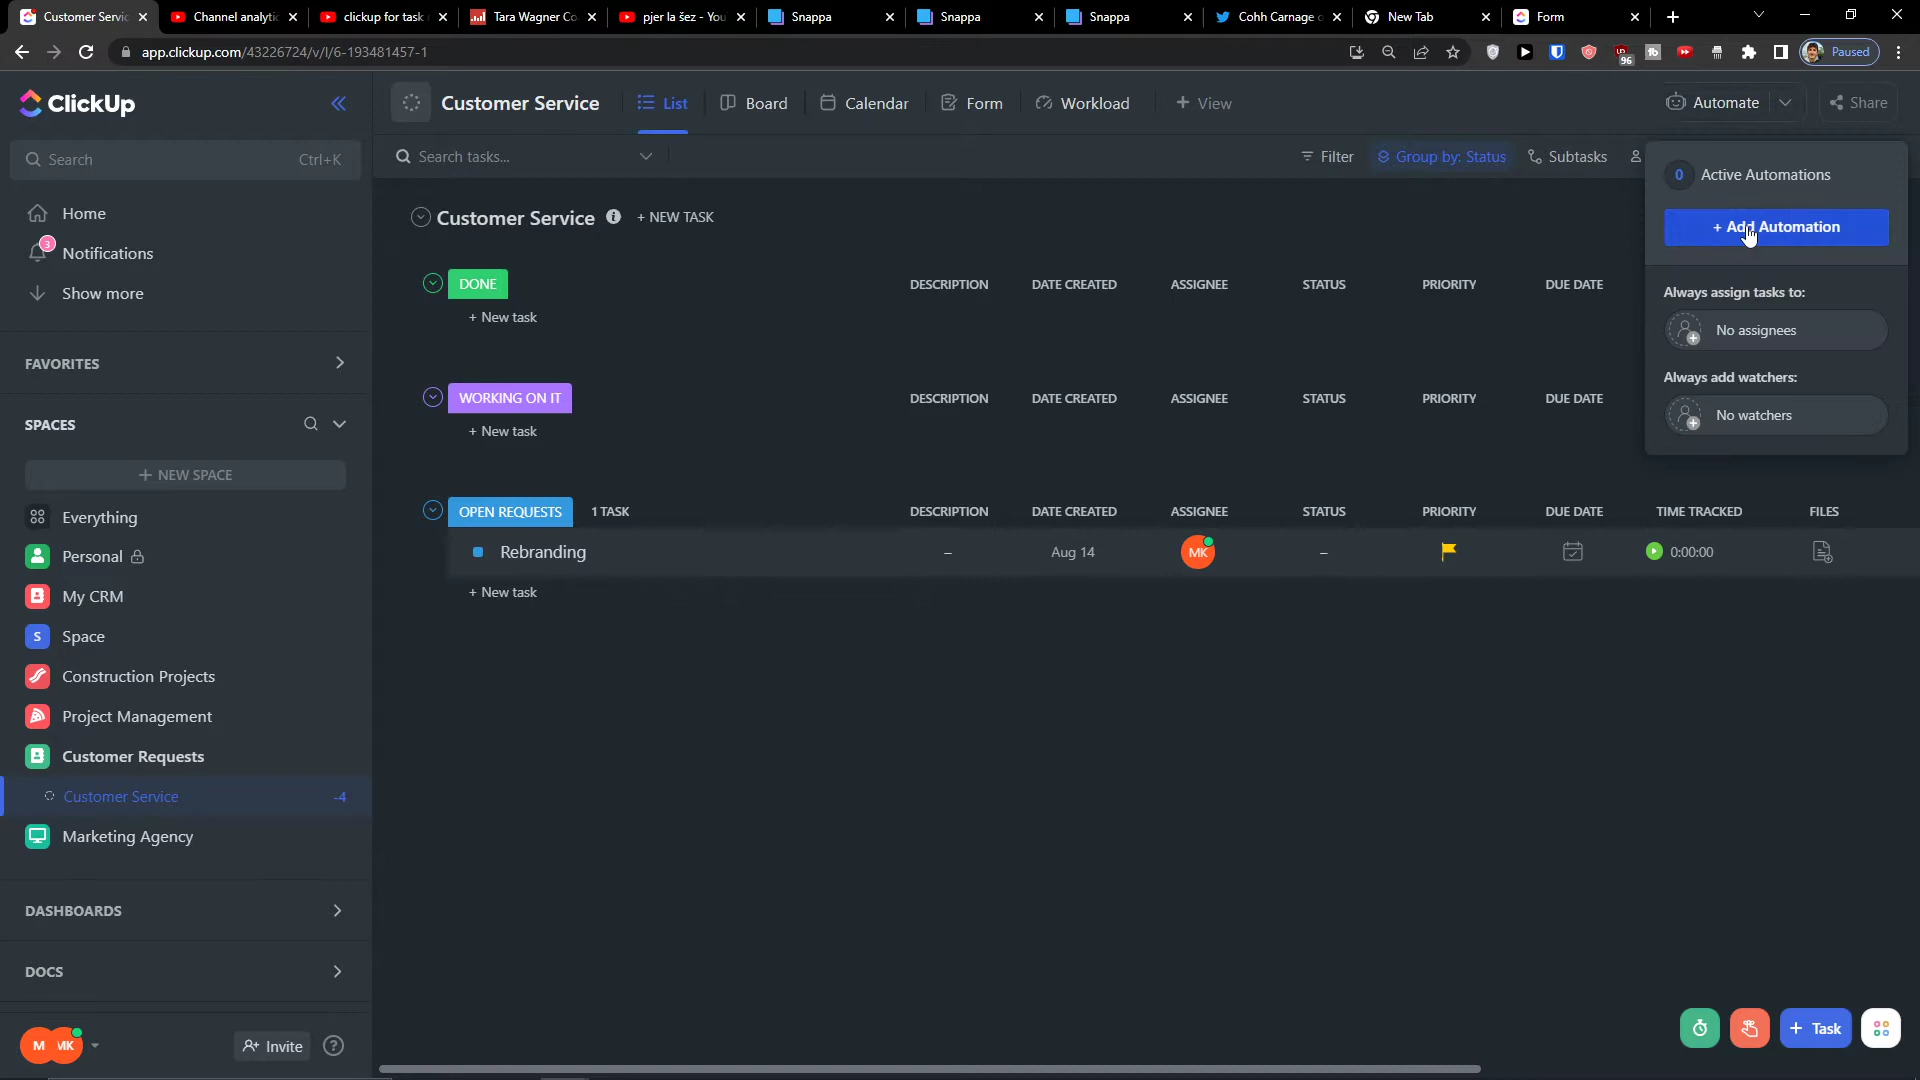 Customer Servic
Channel analytic
clickup for task
Tara Wagner Co
pjer la šez - You
Snappa
Snappa
Snappa
Cohh Carnage o
New Tab
Form
app.clickup.com/43226724/v/l/6-193481457-1
96
Paused
ClickUp
Customer Service
List
Board
Calendar
Form
Workload
+ View
Automate
Share
Search
Ctrl+K
Search tasks...
Filter
Group by: Status
Subtasks
0 Active Automations
+ Add Automation
Always assign tasks to:
No assignees
Always add watchers:
No watchers
Home
3
Notifications
Show more
FAVORITES
SPACES
+ NEW SPACE
Everything
Personal
My CRM
S Space
Construction Projects
Project Management
Customer Requests
Customer Service -4
Marketing Agency
DASHBOARDS
DOCS
M MK
Invite
?
Customer Service + NEW TASK
DONE DESCRIPTION DATE CREATED ASSIGNEE STATUS PRIORITY DUE DATE
+ New task
WORKING ON IT DESCRIPTION DATE CREATED ASSIGNEE STATUS PRIORITY DUE DATE
+ New task
OPEN REQUESTS 1 TASK DESCRIPTION DATE CREATED ASSIGNEE STATUS PRIORITY DUE DATE TIME TRACKED FILES
Rebranding – Aug 14 MK – 0:00:00
+ New task
+ Task